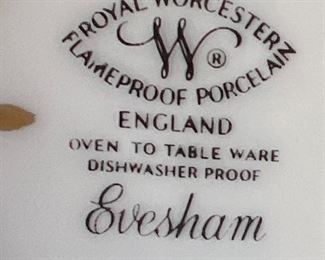 ROYAL WORCESTER
W ®
FLAMEPROOF PORCELAIN
ENGLAND
OVEN TO TABLE WARE
DISHWASHER PROOF
Evesham